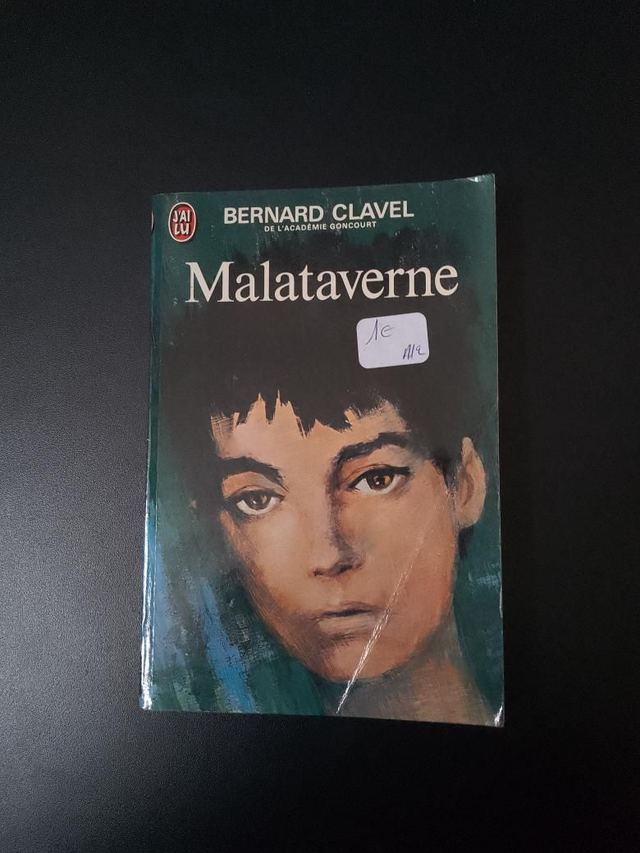 J'AI
LU
BERNARD CLAVEL
DE L'ACADÉMIE GONCOURT
Malataverne
1€